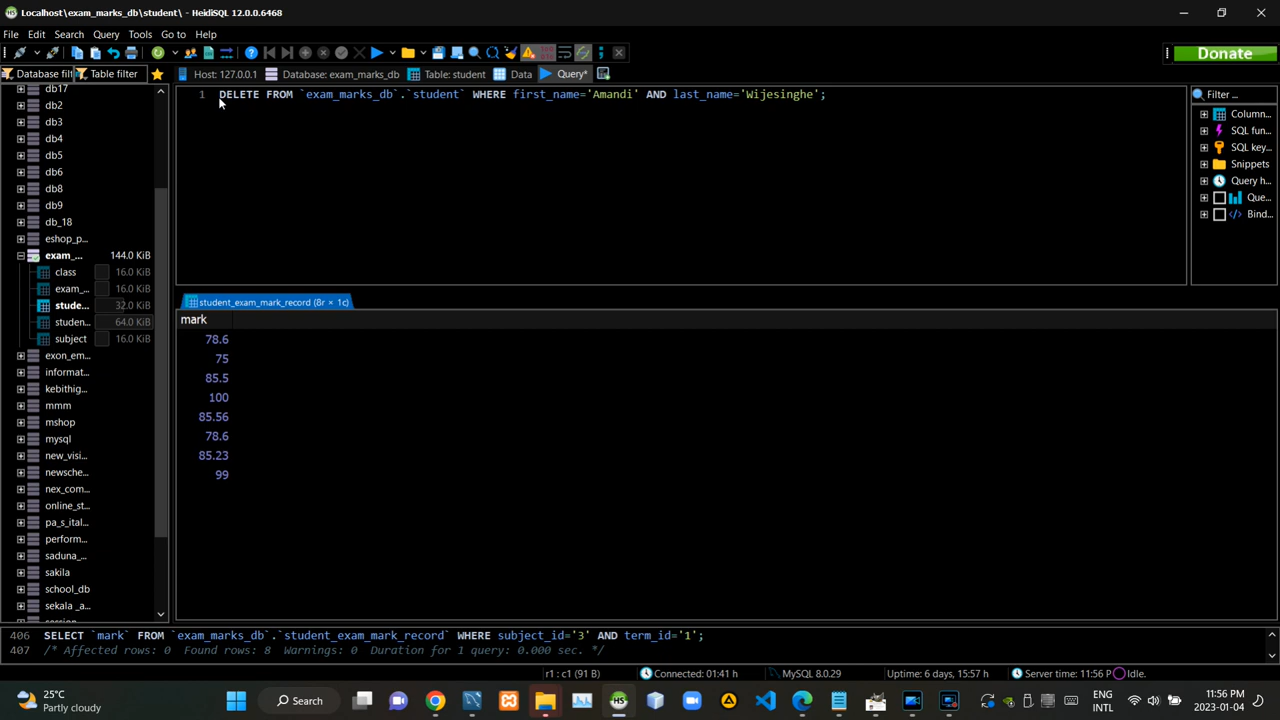 Localhost\exam_marks_db\student\ - HeidiSQL 12.0.0.6468
File Edit Search Query Tools Go to Help
Donate
Database filt Table filter
Host: 127.0.0.1 Database: exam_marks_db Table: student Data Query*
1 DELETE FROM `exam_marks_db`.`student` WHERE first_name='Amandi' AND last_name='Wijesinghe';
Filter ...
Column...
SQL fun...
SQL key...
Snippets
Query h...
Que...
Bind...
db17
db2
db3
db4
db5
db6
db8
db9
db_18
eshop_p...
exam_... 144.0 KiB
class 16.0 KiB
exam_... 16.0 KiB
stude... 32.0 KiB
studen... 64.0 KiB
subject 16.0 KiB
exon_em...
informat...
kebithig...
mmm
mshop
mysql
new_visi...
newsche...
nex_com...
online_st...
pa_s_ital...
perform...
saduna_...
sakila
school_db
sekala _a...
session
student_exam_mark_record (8r × 1c)
mark
78.6
75
85.5
100
85.56
78.6
85.23
99
406 SELECT `mark` FROM `exam_marks_db`.`student_exam_mark_record` WHERE subject_id='3' AND term_id='1';
407 /* Affected rows: 0 Found rows: 8 Warnings: 0 Duration for 1 query: 0.000 sec. */
r1 : c1 (91 B) Connected: 01:41 h MySQL 8.0.29 Uptime: 6 days, 15:57 h Server time: 11:56 P Idle.
25°C
Partly cloudy
Search
ENG
INTL
11:56 PM
2023-01-04